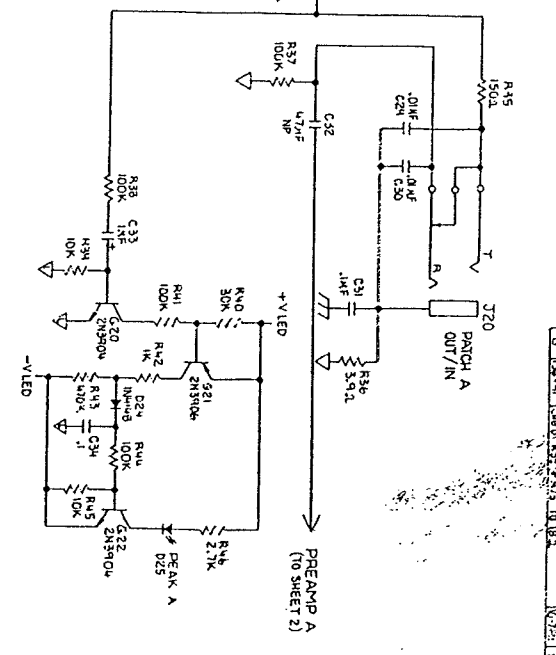 R35
150Ω
.01MF
C29
.01MF
C30
T
R
J20
PATCH A
OUT/IN
R37
100K
C32
47MF
NP
C31
.1MF
R36
3.9Ω
PREAMP A
(TO SHEET 2)
R38
100K
C33
1MF
+
R39
10K
Q20
2N3904
R41
100K
R40
30K
+VLED
R42
1K
Q21
2N3906
-VLED
R43
470K
D24
1N4148
C34
.1
R44
100K
R45
10K
Q22
2N3904
PEAK A
D25
R46
2.7K